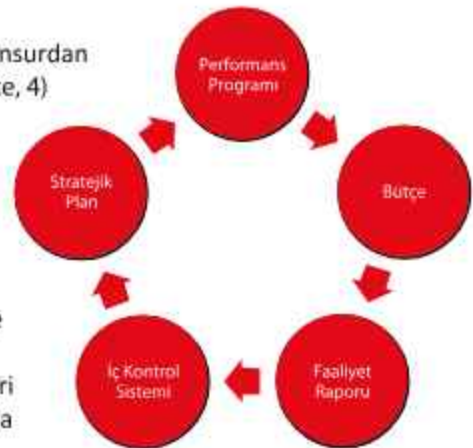 nsurdan
e, 4)
Performans
Programı
Stratejik
Plan
Bütçe
İç Kontrol
Sistemi
Faaliyet
Raporu
ri
a